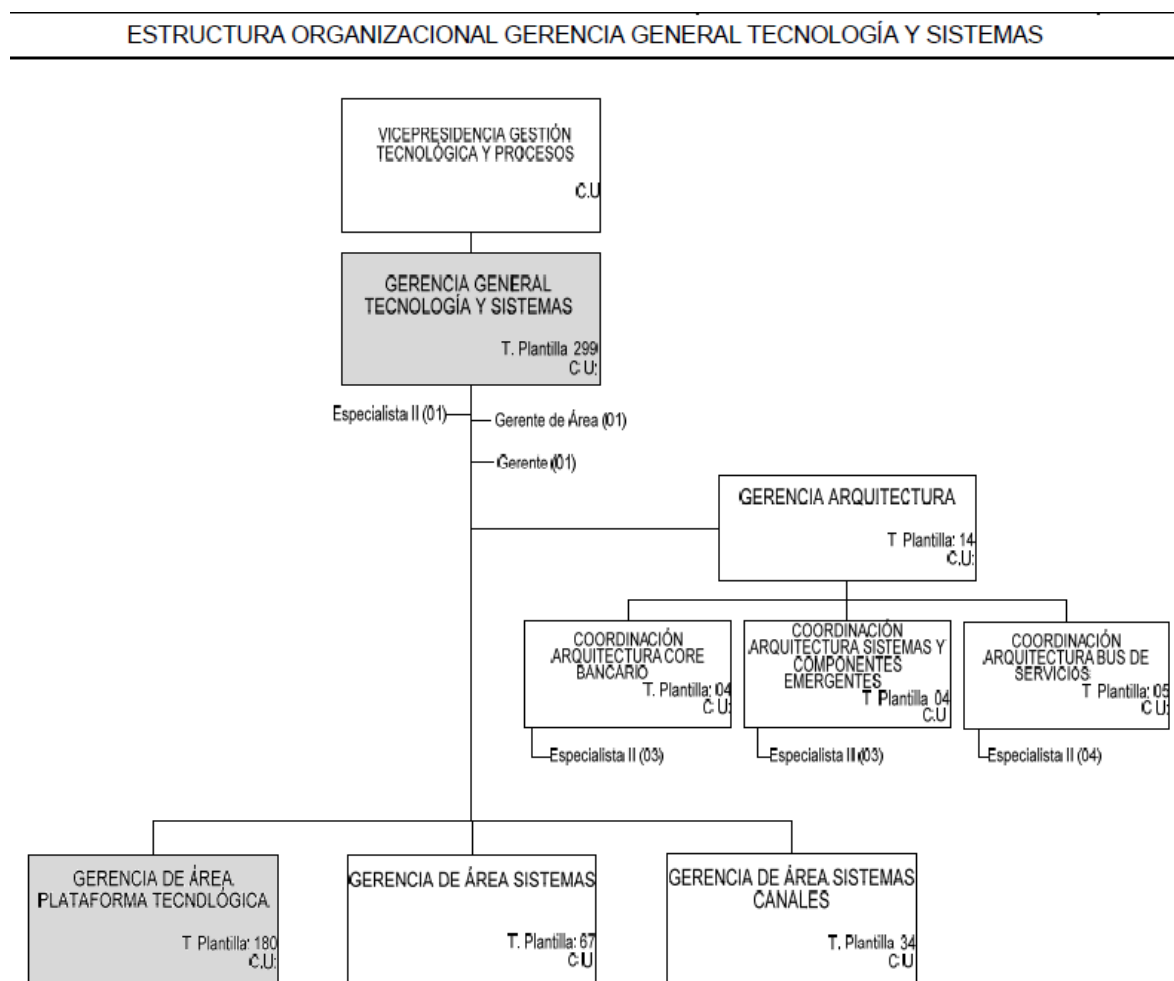 ESTRUCTURA ORGANIZACIONAL GERENCIA GENERAL TECNOLOGÍA Y SISTEMAS
VICEPRESIDENCIA GESTIÓN
TECNOLÓGICA Y PROCESOS
C.U
GERENCIA GENERAL
TECNOLOGÍA Y SISTEMAS
T. Plantilla 299
C U:
Especialista II (01)
Gerente de Área (01)
Gerente (01)
GERENCIA ARQUITECTURA
T Plantilla: 14
C.U:
COORDINACIÓN
ARQUITECTURA CORE
BANCARIO
T. Plantilla: 04
C U:
Especialista II (03)
COORDINACIÓN
ARQUITECTURA SISTEMAS Y
COMPONENTES
EMERGENTES
T Plantilla 04
C.U
Especialista III (03)
COORDINACIÓN
ARQUITECTURA BUS DE
SERVICIOS
T Plantilla: 05
C U:
Especialista II (04)
GERENCIA DE ÁREA
PLATAFORMA TECNOLÓGICA
T Plantilla: 180
C.U:
GERENCIA DE ÁREA SISTEMAS
T. Plantilla: 67
C U
GERENCIA DE ÁREA SISTEMAS
CANALES
T. Plantilla 34
C U